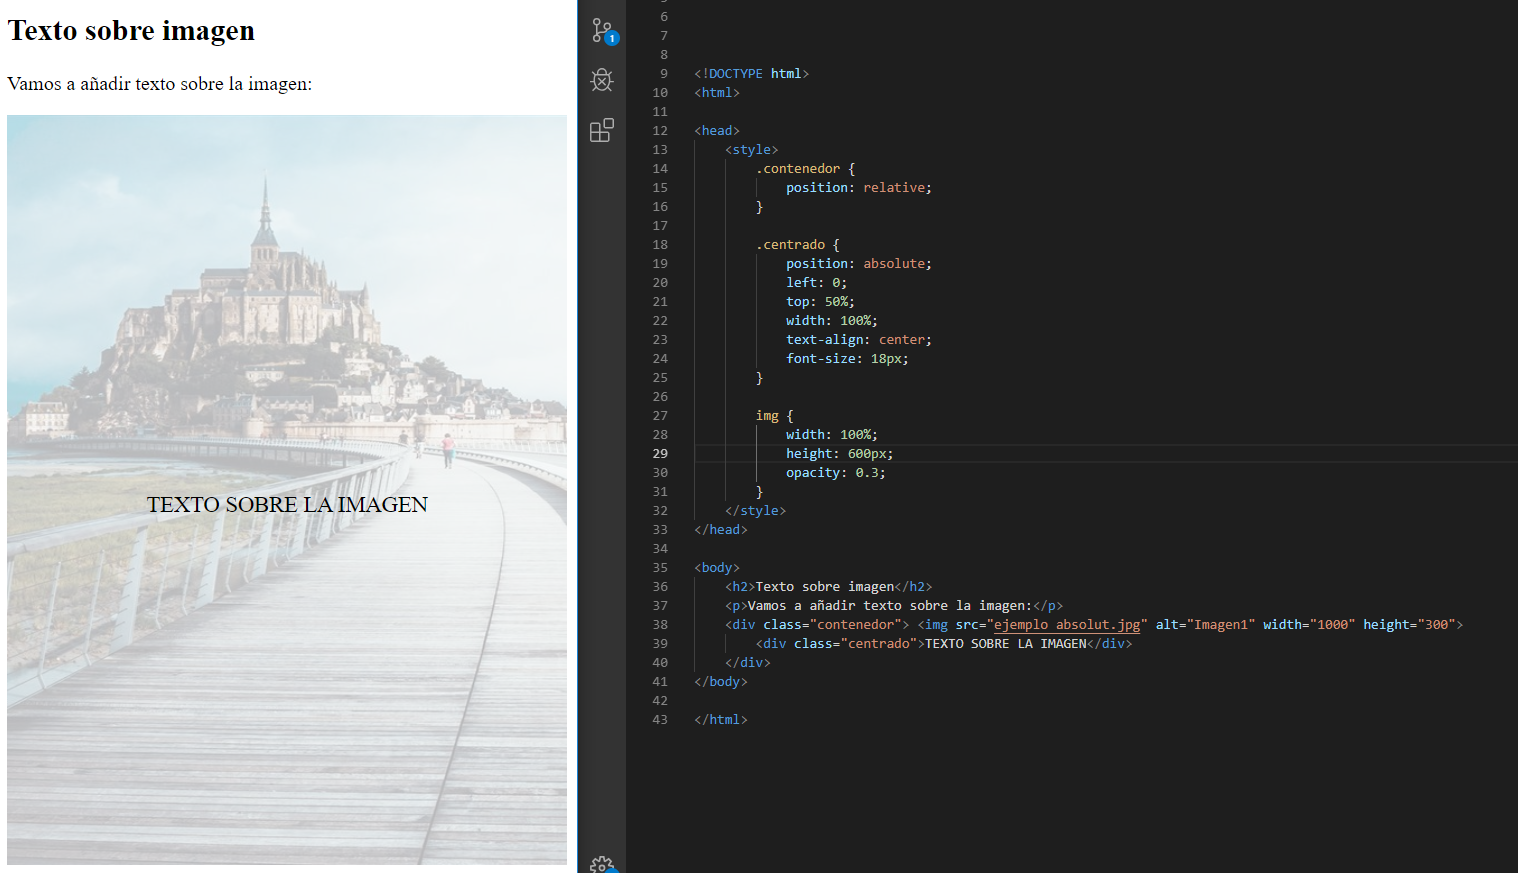 Texto sobre imagen
Vamos a añadir texto sobre la imagen:
TEXTO SOBRE LA IMAGEN
1
6
7
8
9 <!DOCTYPE html>
10 <html>
11
12 <head>
13 <style>
14 .contenedor {
15 position: relative;
16 }
17
18 .centrado {
19 position: absolute;
20 left: 0;
21 top: 50%;
22 width: 100%;
23 text-align: center;
24 font-size: 18px;
25 }
26
27 img {
28 width: 100%;
29 height: 600px;
30 opacity: 0.3;
31 }
32 </style>
33 </head>
34
35 <body>
36 <h2>Texto sobre imagen</h2>
37 <p>Vamos a añadir texto sobre la imagen:</p>
38 <div class="contenedor"> <img src="ejemplo absolut.jpg" alt="Imagen1" width="1000" height="300">
39 <div class="centrado">TEXTO SOBRE LA IMAGEN</div>
40 </div>
41 </body>
42
43 </html>